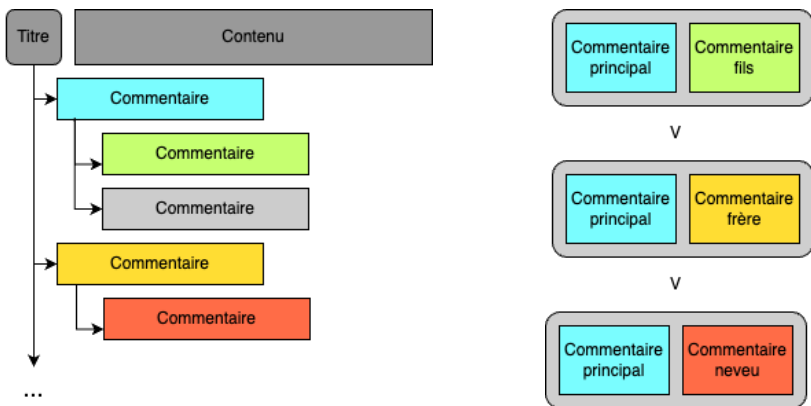 Titre
Contenu
Commentaire
Commentaire
Commentaire
Commentaire
Commentaire
...
Commentaire
principal
Commentaire
fils
V
Commentaire
principal
Commentaire
frère
V
Commentaire
principal
Commentaire
neveu